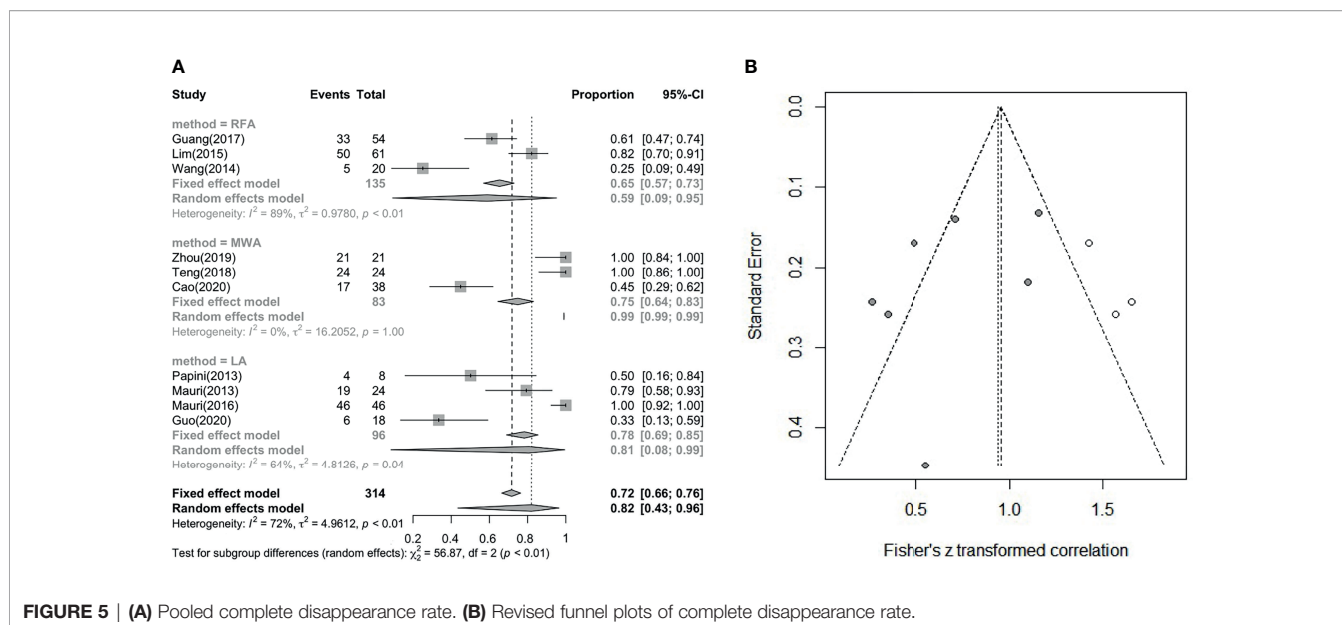 A
Study Events Total Proportion 95%-CI
method = RFA
Guang(2017) 33 54 0.61 [0.47; 0.74]
Lim(2015) 50 61 0.82 [0.70; 0.91]
Wang(2014) 5 20 0.25 [0.09; 0.49]
Fixed effect model 135 0.65 [0.57; 0.73]
Random effects model 0.59 [0.09; 0.95]
Heterogeneity: I² = 89%, τ² = 0.9780, p < 0.01
method = MWA
Zhou(2019) 21 21 1.00 [0.84; 1.00]
Teng(2018) 24 24 1.00 [0.86; 1.00]
Cao(2020) 17 38 0.45 [0.29; 0.62]
Fixed effect model 83 0.75 [0.64; 0.83]
Random effects model 0.99 [0.99; 0.99]
Heterogeneity: I² = 0%, τ² = 16.2052, p = 1.00
method = LA
Papini(2013) 4 8 0.50 [0.16; 0.84]
Mauri(2013) 19 24 0.79 [0.58; 0.93]
Mauri(2016) 46 46 1.00 [0.92; 1.00]
Guo(2020) 6 18 0.33 [0.13; 0.59]
Fixed effect model 96 0.78 [0.69; 0.85]
Random effects model 0.81 [0.08; 0.99]
Heterogeneity: I² = 64%, τ² = 4.8126, p = 0.04
Fixed effect model 314 0.72 [0.66; 0.76]
Random effects model 0.82 [0.43; 0.96]
Heterogeneity: I² = 72%, τ² = 4.9612, p < 0.01
0.2 0.4 0.6 0.8 1
Test for subgroup differences (random effects): χ²₂ = 56.87, df = 2 (p < 0.01)
B
Standard Error
0.0
0.1
0.2
0.3
0.4
0.5 1.0 1.5
Fisher's z transformed correlation
FIGURE 5 | (A) Pooled complete disappearance rate. (B) Revised funnel plots of complete disappearance rate.